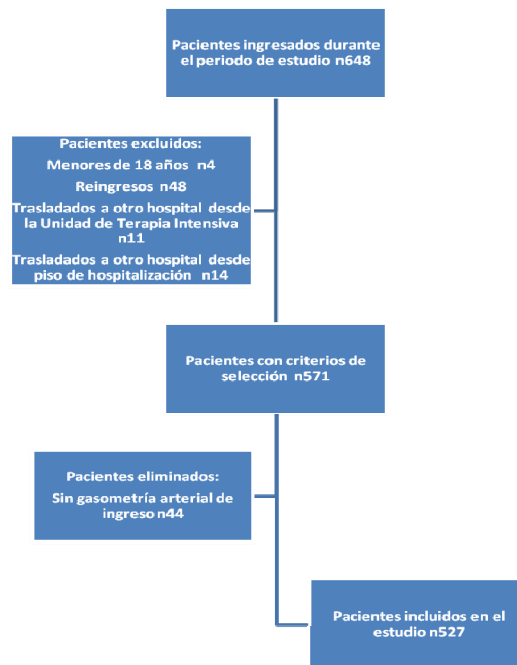 Pacientes ingresados durante
el periodo de estudio n648
Pacientes excluidos:
Menores de 18 años n4
Reingresos n48
Trasladados a otro hospital desde
la Unidad de Terapia Intensiva
n11
Trasladados a otro hospital desde
piso de hospitalización n14
Pacientes con criterios de
selección n571
Pacientes eliminados:
Sin gasometría arterial de
ingreso n44
Pacientes incluidos en el
estudio n527